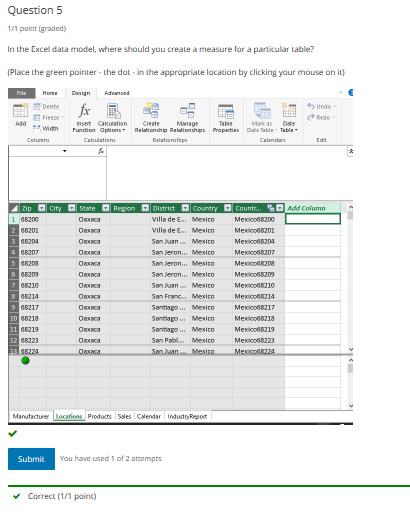 Question 5
1/1 point (graded)
In the Excel data model, where should you create a measure for a particular table?
(Place the green pointer - the dot - in the appropriate location by clicking your mouse on it)
File Home Design Advanced
Add Delete Freeze Width
Columns
fx Insert Function Calculation Options
Calculations
Create Relationship Manage Relationships
Relationships
Table Properties
Mark as Date Table Date Table
Calendars
Undo Redo
Edit
fx
Zip City State Region District Country Countr... Add Column
1 68200 Oaxaca Villa de E... Mexico Mexico68200
2 68201 Oaxaca Villa de E... Mexico Mexico68201
3 68204 Oaxaca San Juan ... Mexico Mexico68204
4 68207 Oaxaca San Jeron... Mexico Mexico68207
5 68208 Oaxaca San Jeron... Mexico Mexico68208
6 68209 Oaxaca San Jeron... Mexico Mexico68209
7 68210 Oaxaca San Juan ... Mexico Mexico68210
8 68214 Oaxaca San Franc... Mexico Mexico68214
9 68217 Oaxaca Santiago ... Mexico Mexico68217
10 68218 Oaxaca Santiago ... Mexico Mexico68218
11 68219 Oaxaca Santiago ... Mexico Mexico68219
12 68223 Oaxaca San Pabl... Mexico Mexico68223
13 68224 Oaxaca San Juan ... Mexico Mexico68224
Manufacturer Locations Products Sales Calendar IndustryReport
Submit You have used 1 of 2 attempts
Correct (1/1 point)